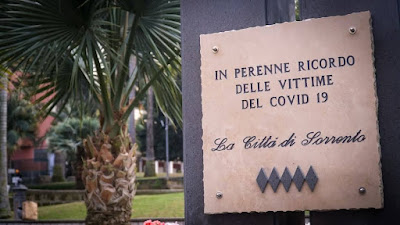 IN PERENNE RICORDO
DELLE VITTIME
DEL COVID 19
La Città di Sorrento